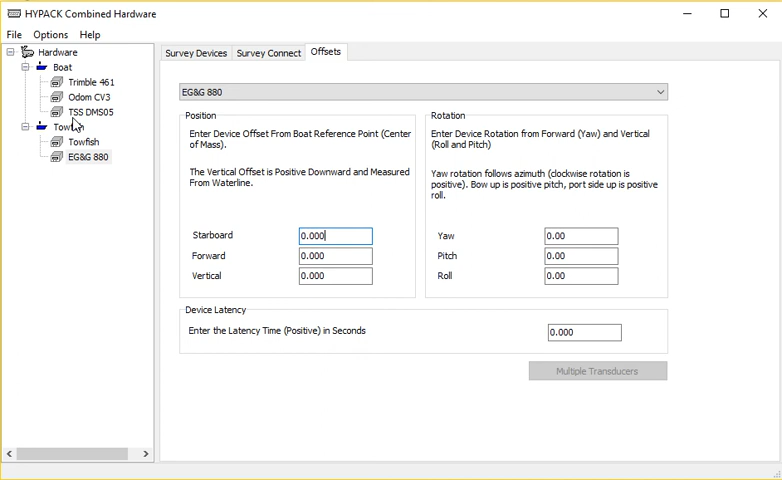 HYPACK Combined Hardware
File Options Help
Hardware
Boat
Trimble 461
Odom CV3
TSS DMS05
Towfish
EG&G 880
Survey Devices Survey Connect Offsets
EG&G 880
Position
Enter Device Offset From Boat Reference Point (Center
of Mass).
The Vertical Offset is Positive Downward and Measured
From Waterline.
Starboard 0.000
Forward 0.000
Vertical 0.000
Rotation
Enter Device Rotation from Forward (Yaw) and Vertical
(Roll and Pitch)
Yaw rotation follows azimuth (clockwise rotation is
positive). Bow up is positive pitch, port side up is positive
roll.
Yaw 0.00
Pitch 0.00
Roll 0.00
Device Latency
Enter the Latency Time (Positive) in Seconds 0.000
Multiple Transducers